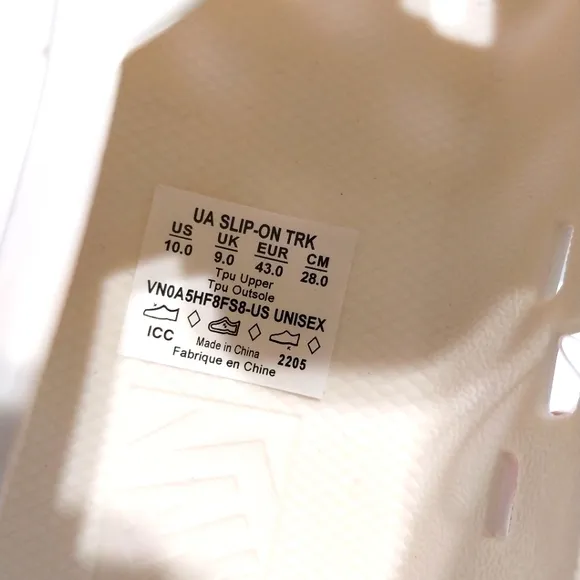 UA SLIP-ON TRK
US UK EUR CM
10.0 9.0 43.0 28.0
Tpu Upper
Tpu Outsole
VN0A5HF8FS8-US UNISEX
ICC Made in China 2205
Fabrique en Chine